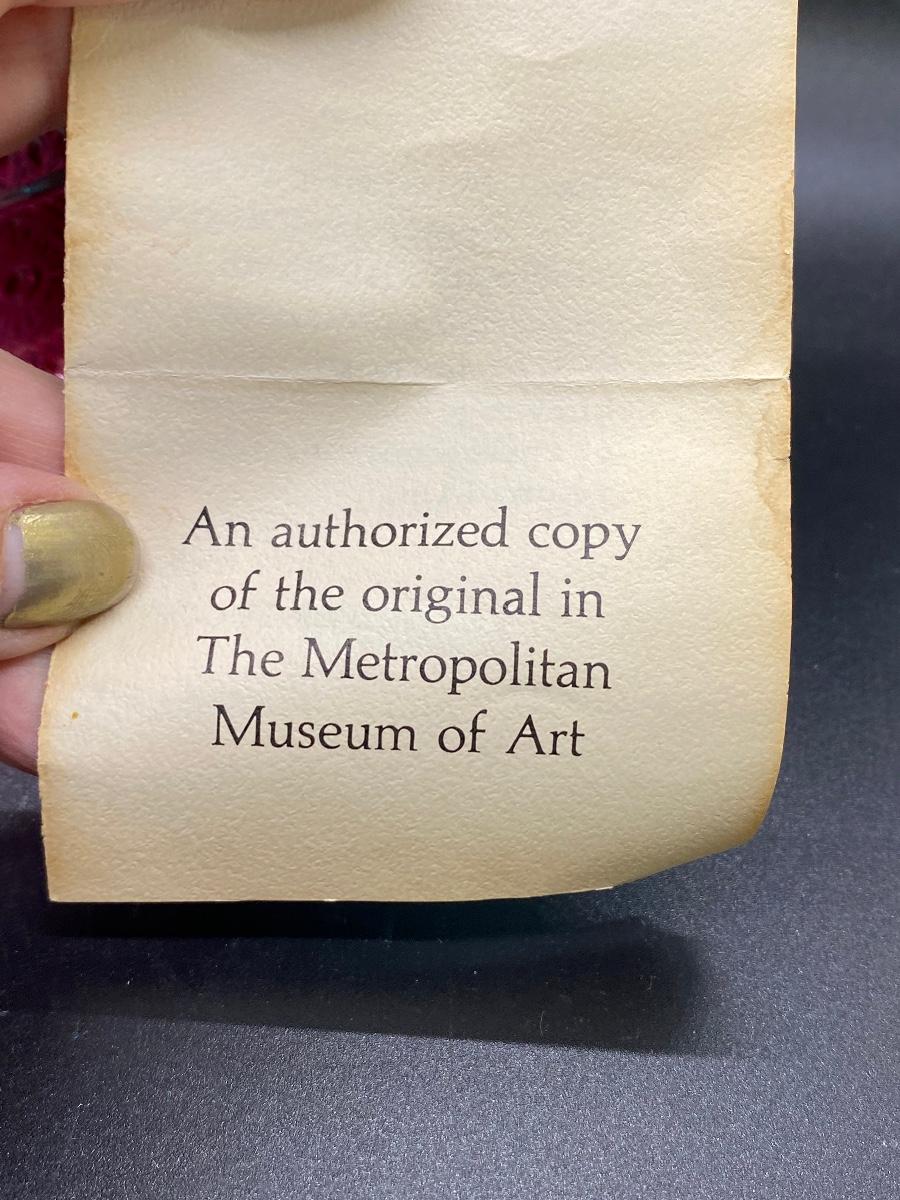 An authorized copy
of the original in
The Metropolitan
Museum of Art